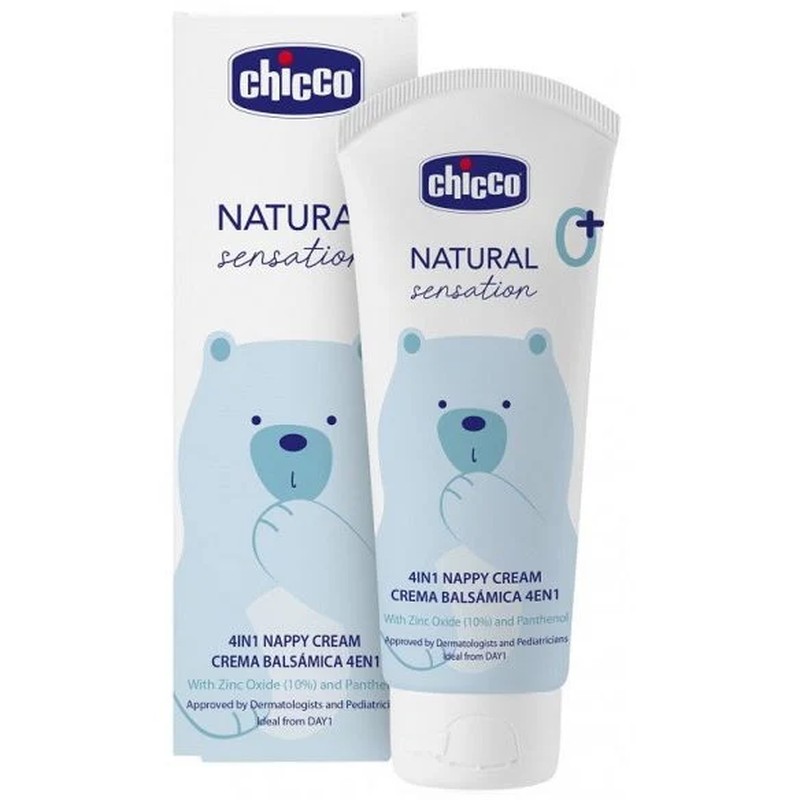 chicco
NATURA
sensation
4IN1 NAPPY CREAM
CREMA BALSÁMICA 4EN1
With Zinc Oxide (10%) and Panthe
Approved by Dermatologists and Pediatrici
Ideal from DAY1
chicco
0+
NATURAL
sensation
4IN1 NAPPY CREAM
CREMA BALSÁMICA 4EN1
With Zinc Oxide (10%) and Panthenol
Approved by Dermatologists and Pediatricians
Ideal from DAY1